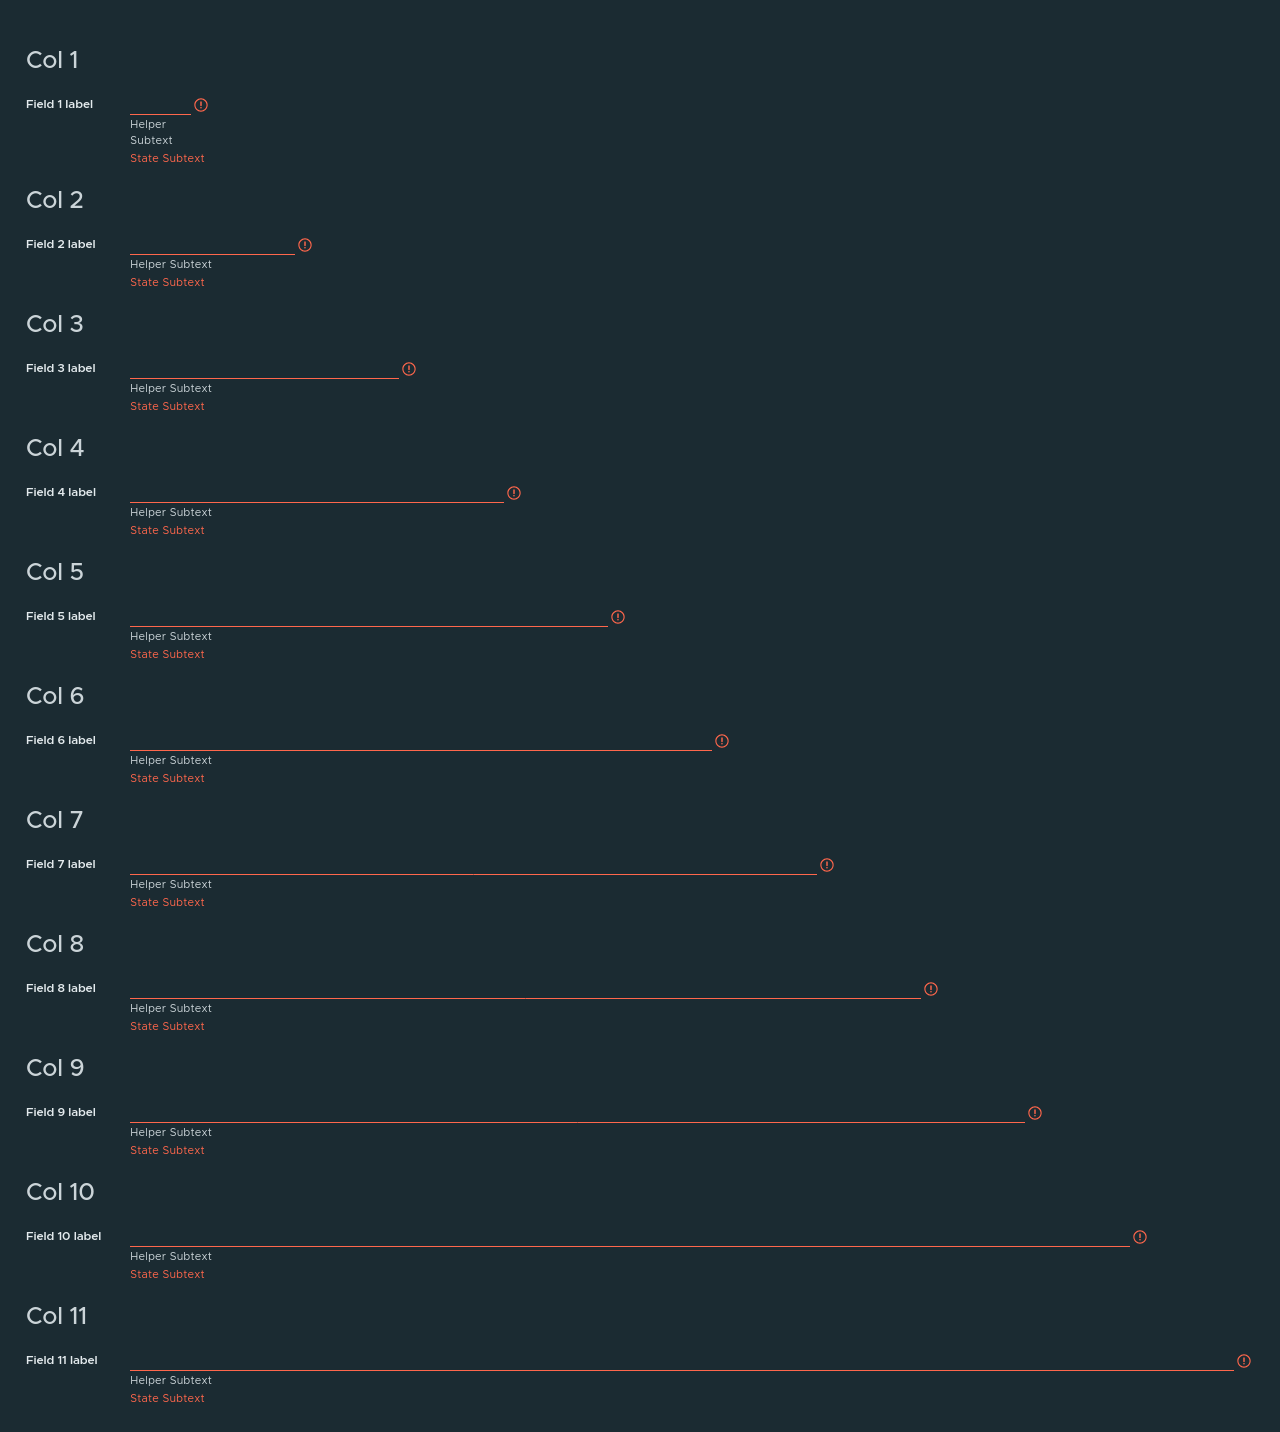 Col 1
Field 1 label
Helper
Subtext
State Subtext
Col 2
Field 2 label
Helper Subtext
State Subtext
Col 3
Field 3 label
Helper Subtext
State Subtext
Col 4
Field 4 label
Helper Subtext
State Subtext
Col 5
Field 5 label
Helper Subtext
State Subtext
Col 6
Field 6 label
Helper Subtext
State Subtext
Col 7
Field 7 label
Helper Subtext
State Subtext
Col 8
Field 8 label
Helper Subtext
State Subtext
Col 9
Field 9 label
Helper Subtext
State Subtext
Col 10
Field 10 label
Helper Subtext
State Subtext
Col 11
Field 11 label
Helper Subtext
State Subtext